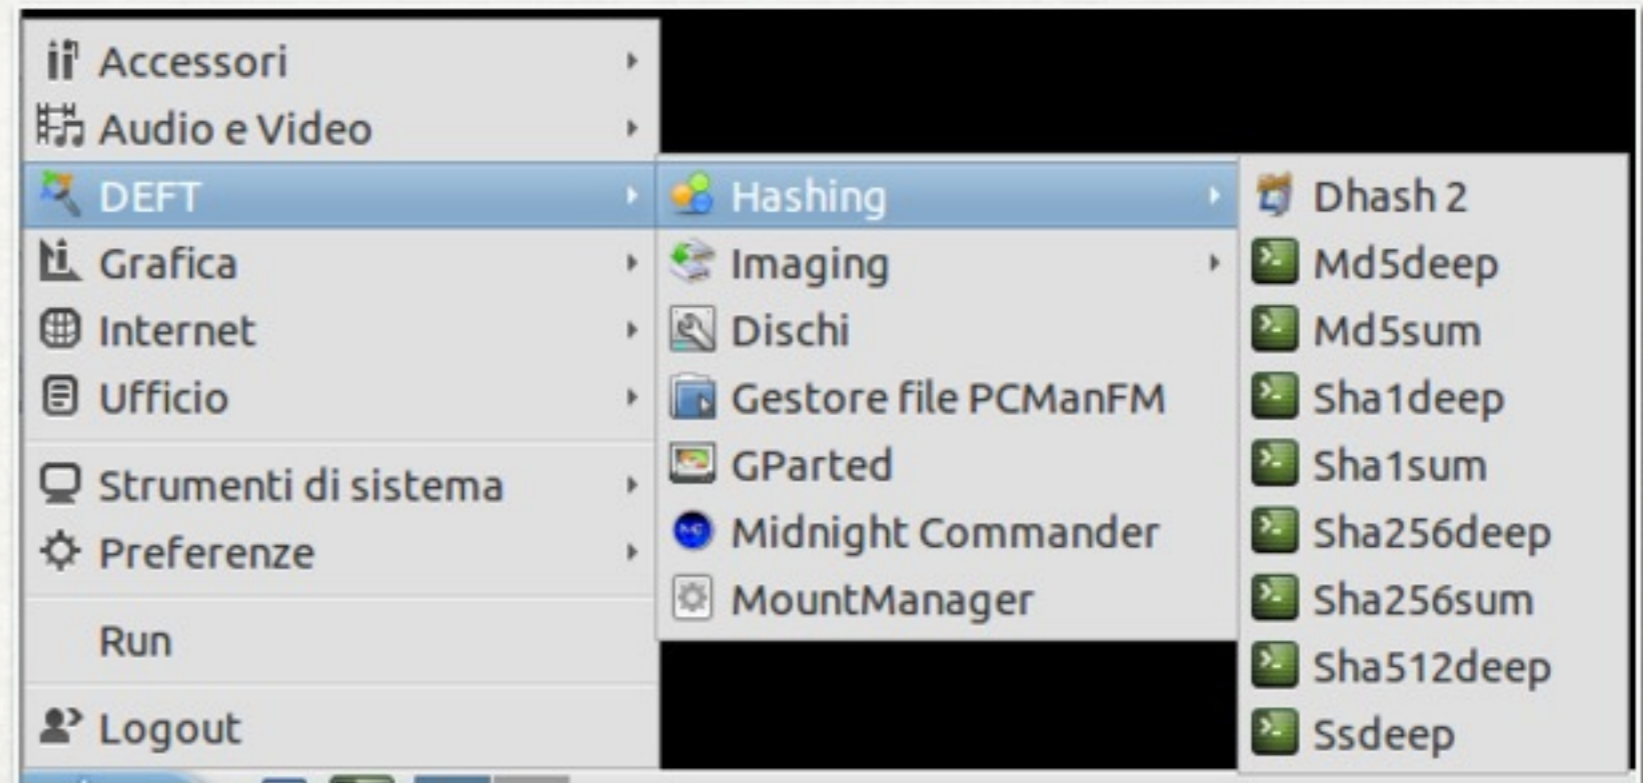 Accessori
Audio e Video
DEFT
Grafica
Internet
Ufficio
Strumenti di sistema
Preferenze
Run
Logout
Hashing
Imaging
Dischi
Gestore file PCManFM
GParted
Midnight Commander
MountManager
Dhash 2
Md5deep
Md5sum
Sha1deep
Sha1sum
Sha256deep
Sha256sum
Sha512deep
Ssdeep